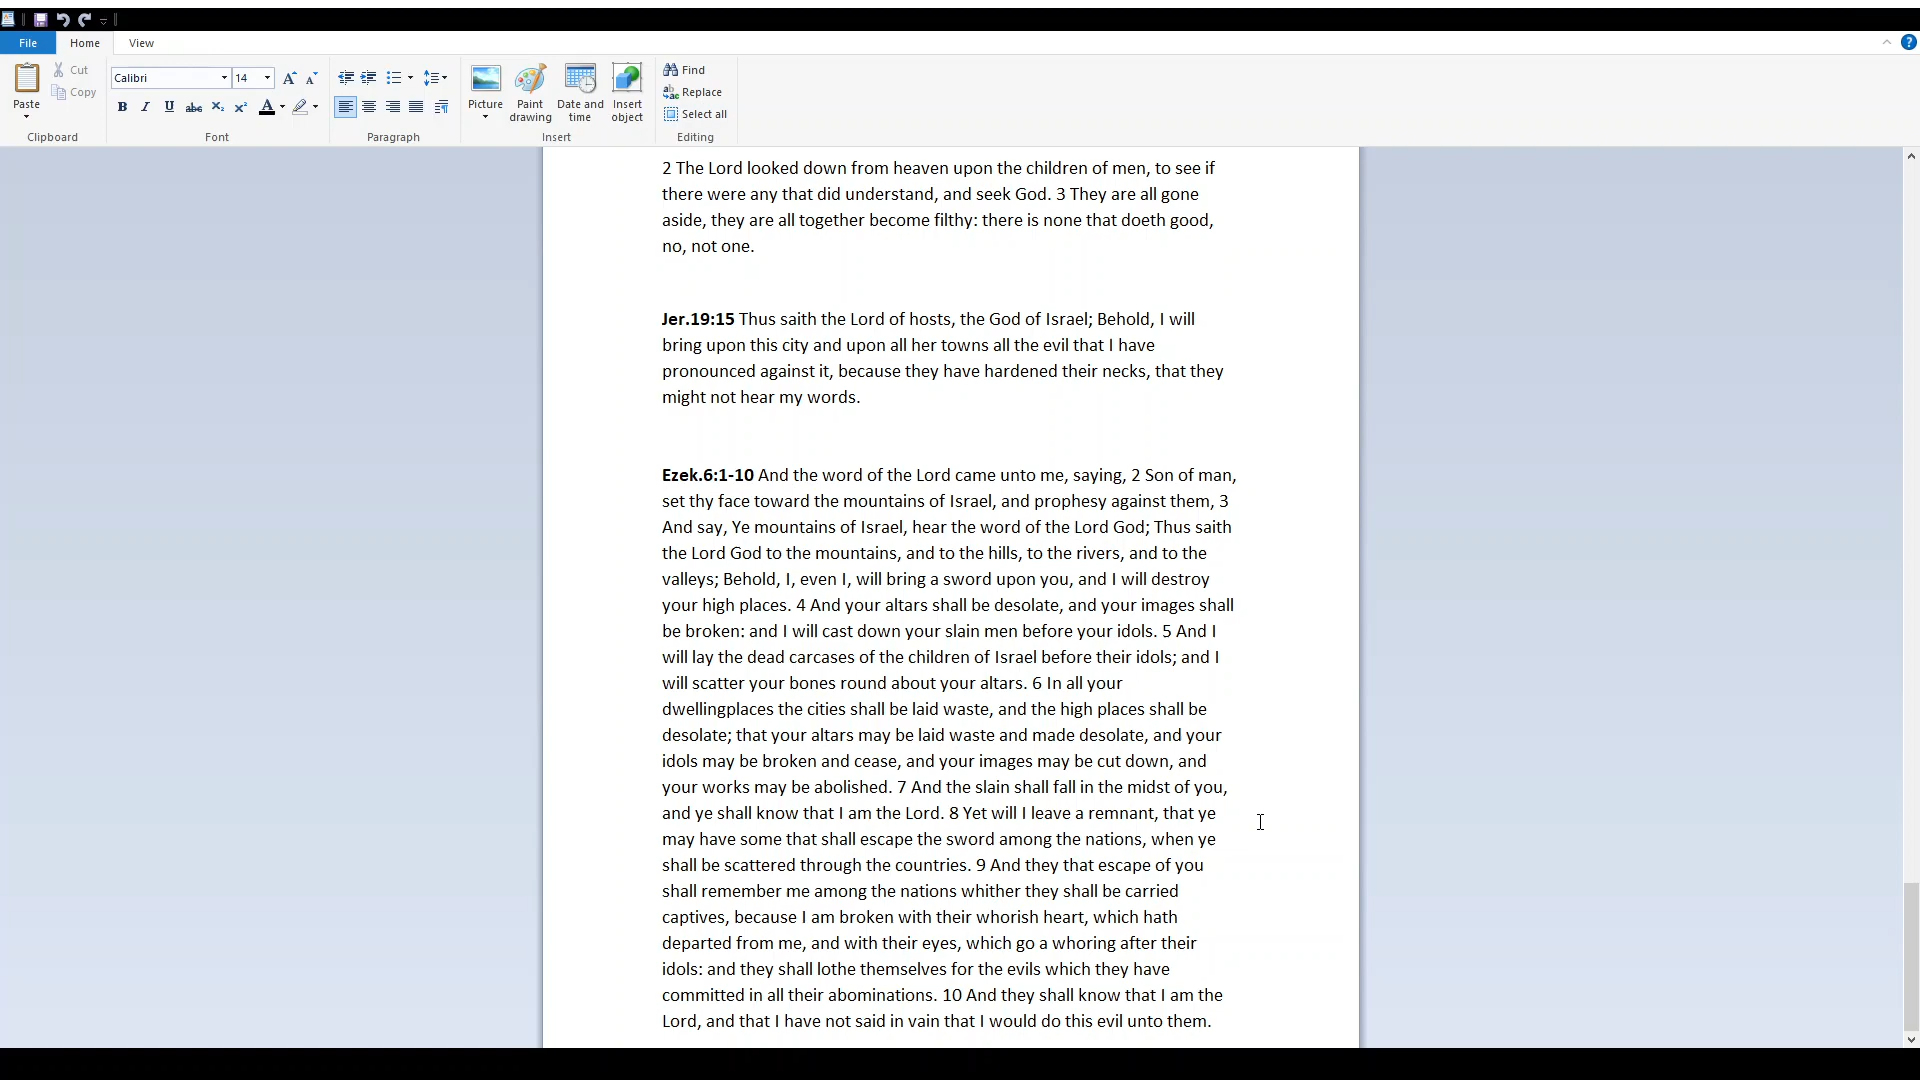 File Home View
Paste
Cut
Copy
Clipboard
Calibri 14
B I U abc X₂ X² A
Font
Paragraph
Picture
Paint drawing
Date and time
Insert object
Insert
Find
Replace
Select all
Editing
2 The Lord looked down from heaven upon the children of men, to see if
there were any that did understand, and seek God. 3 They are all gone
aside, they are all together become filthy: there is none that doeth good,
no, not one.
Jer.19:15 Thus saith the Lord of hosts, the God of Israel; Behold, I will
bring upon this city and upon all her towns all the evil that I have
pronounced against it, because they have hardened their necks, that they
might not hear my words.
Ezek.6:1-10 And the word of the Lord came unto me, saying, 2 Son of man,
set thy face toward the mountains of Israel, and prophesy against them, 3
And say, Ye mountains of Israel, hear the word of the Lord God; Thus saith
the Lord God to the mountains, and to the hills, to the rivers, and to the
valleys; Behold, I, even I, will bring a sword upon you, and I will destroy
your high places. 4 And your altars shall be desolate, and your images shall
be broken: and I will cast down your slain men before your idols. 5 And I
will lay the dead carcases of the children of Israel before their idols; and I
will scatter your bones round about your altars. 6 In all your
dwellingplaces the cities shall be laid waste, and the high places shall be
desolate; that your altars may be laid waste and made desolate, and your
idols may be broken and cease, and your images may be cut down, and
your works may be abolished. 7 And the slain shall fall in the midst of you,
and ye shall know that I am the Lord. 8 Yet will I leave a remnant, that ye
may have some that shall escape the sword among the nations, when ye
shall be scattered through the countries. 9 And they that escape of you
shall remember me among the nations whither they shall be carried
captives, because I am broken with their whorish heart, which hath
departed from me, and with their eyes, which go a whoring after their
idols: and they shall lothe themselves for the evils which they have
committed in all their abominations. 10 And they shall know that I am the
Lord, and that I have not said in vain that I would do this evil unto them.